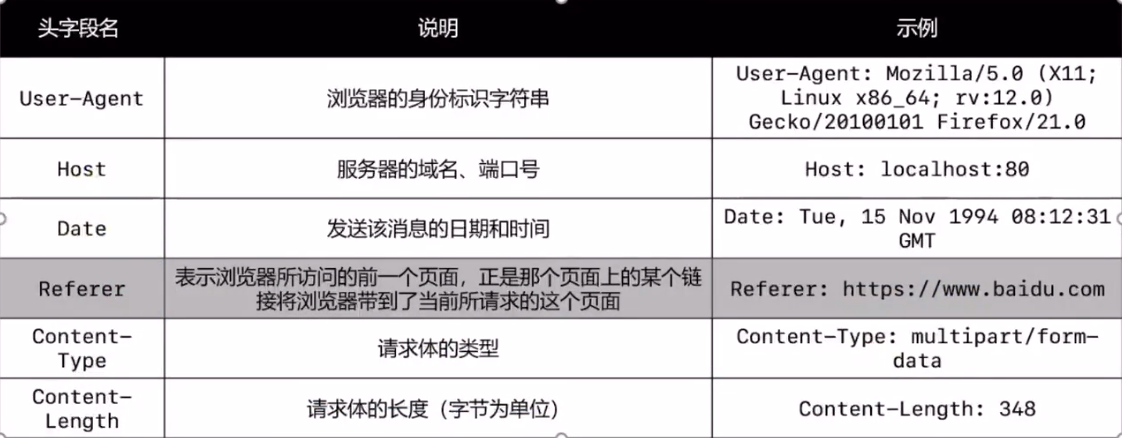 头字段名 说明 示例
User-Agent 浏览器的身份标识字符串 User-Agent: Mozilla/5.0 (X11;
Linux x86_64; rv:12.0)
Gecko/20100101 Firefox/21.0
Host 服务器的域名、端口号 Host: localhost:80
Date 发送该消息的日期和时间 Date: Tue, 15 Nov 1994 08:12:31
GMT
Referer 表示浏览器所访问的前一个页面，正是那个页面上的某个链
接将浏览器带到了当前所请求的这个页面 Referer: https://www.baidu.com
Content-
Type 请求体的类型 Content-Type: multipart/form-
data
Content-
Length 请求体的长度（字节为单位） Content-Length: 348